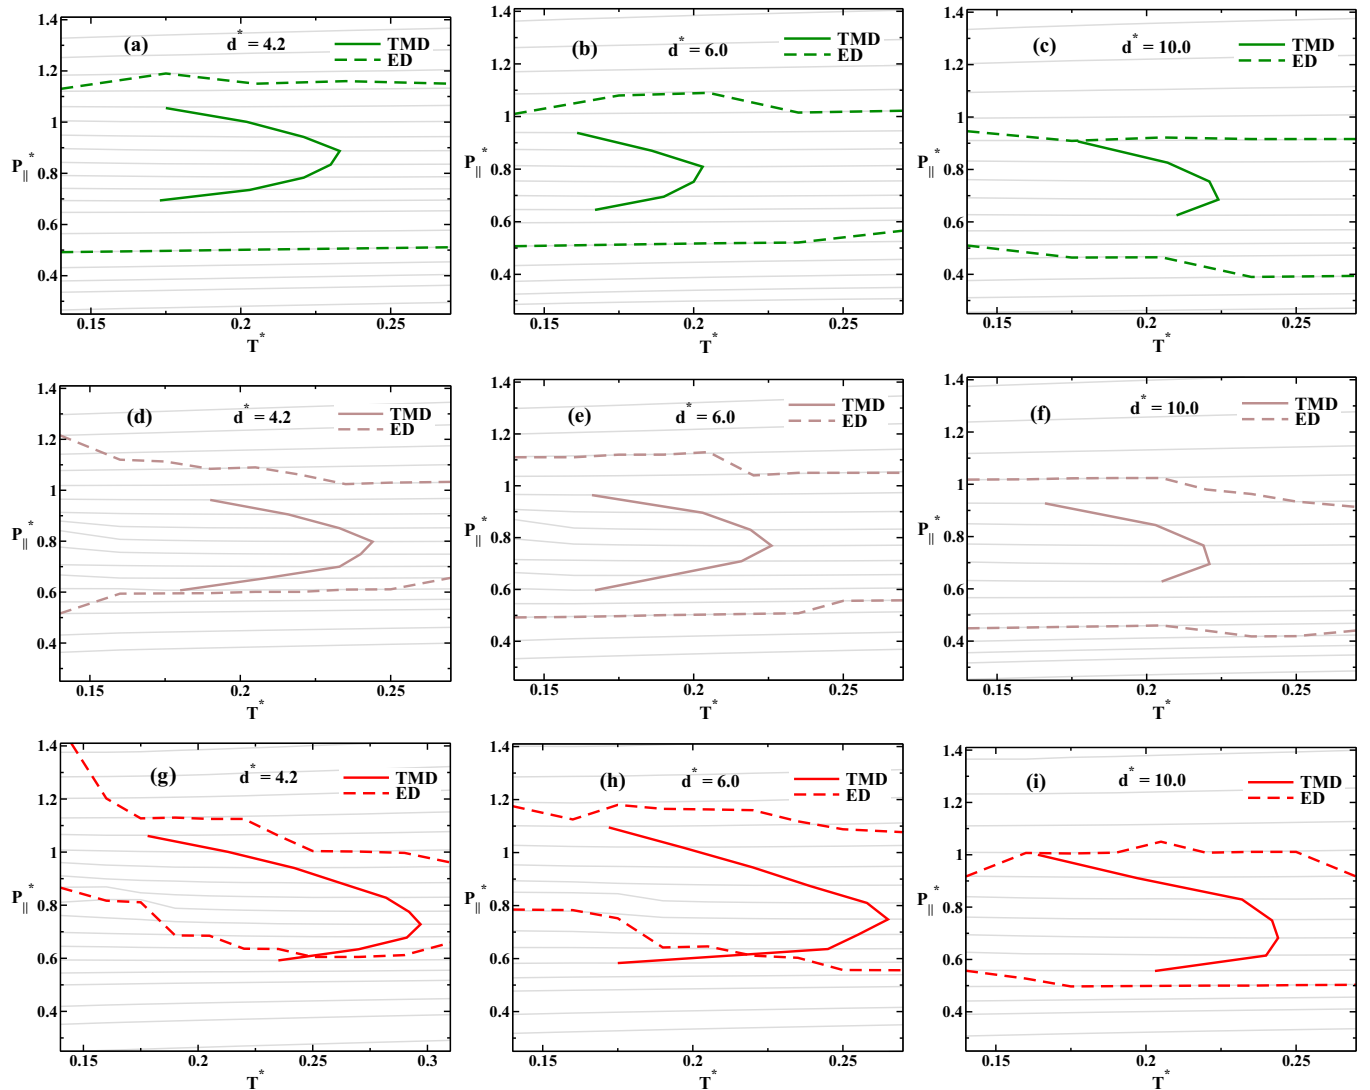 (a) d* = 4.2 TMD
ED
P||*
1.4
1.2
1
0.8
0.6
0.4
0.15 0.2 0.25
T*
(b) d* = 6.0 TMD
ED
P||*
1.4
1.2
1
0.8
0.6
0.4
0.15 0.2 0.25
T*
(c) d* = 10.0 TMD
ED
P||*
1.4
1.2
1
0.8
0.6
0.4
0.15 0.2 0.25
T*
(d) d* = 4.2 TMD
ED
P||*
1.4
1.2
1
0.8
0.6
0.4
0.15 0.2 0.25
T*
(e) d* = 6.0 TMD
ED
P||*
1.4
1.2
1
0.8
0.6
0.4
0.15 0.2 0.25
T*
(f) d* = 10.0 TMD
ED
P||*
1.4
1.2
1
0.8
0.6
0.4
0.15 0.2 0.25
T*
(g) d* = 4.2 TMD
ED
P||*
1.4
1.2
1
0.8
0.6
0.4
0.15 0.2 0.25 0.3
T*
(h) d* = 6.0 TMD
ED
P||*
1.4
1.2
1
0.8
0.6
0.4
0.15 0.2 0.25
T*
(i) d* = 10.0 TMD
ED
P||*
1.4
1.2
1
0.8
0.6
0.4
0.15 0.2 0.25
T*